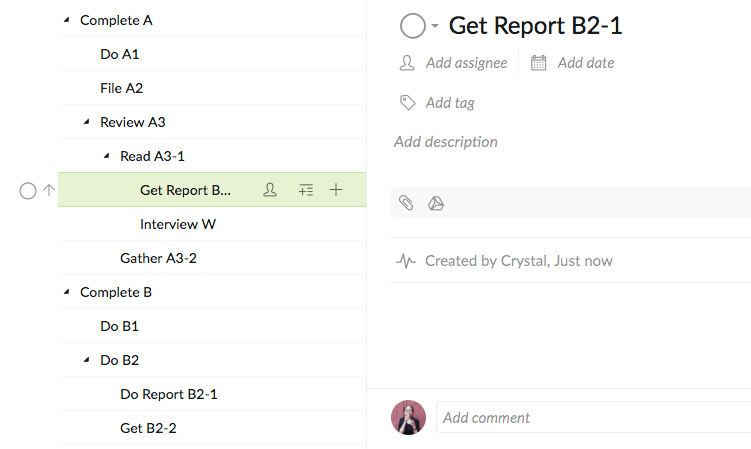 Complete A
Do A1
File A2
Review A3
Read A3-1
Get Report B...
Interview W
Gather A3-2
Complete B
Do B1
Do B2
Do Report B2-1
Get B2-2
Get Report B2-1
Add assignee
Add date
Add tag
Add description
Created by Crystal, Just now
Add comment